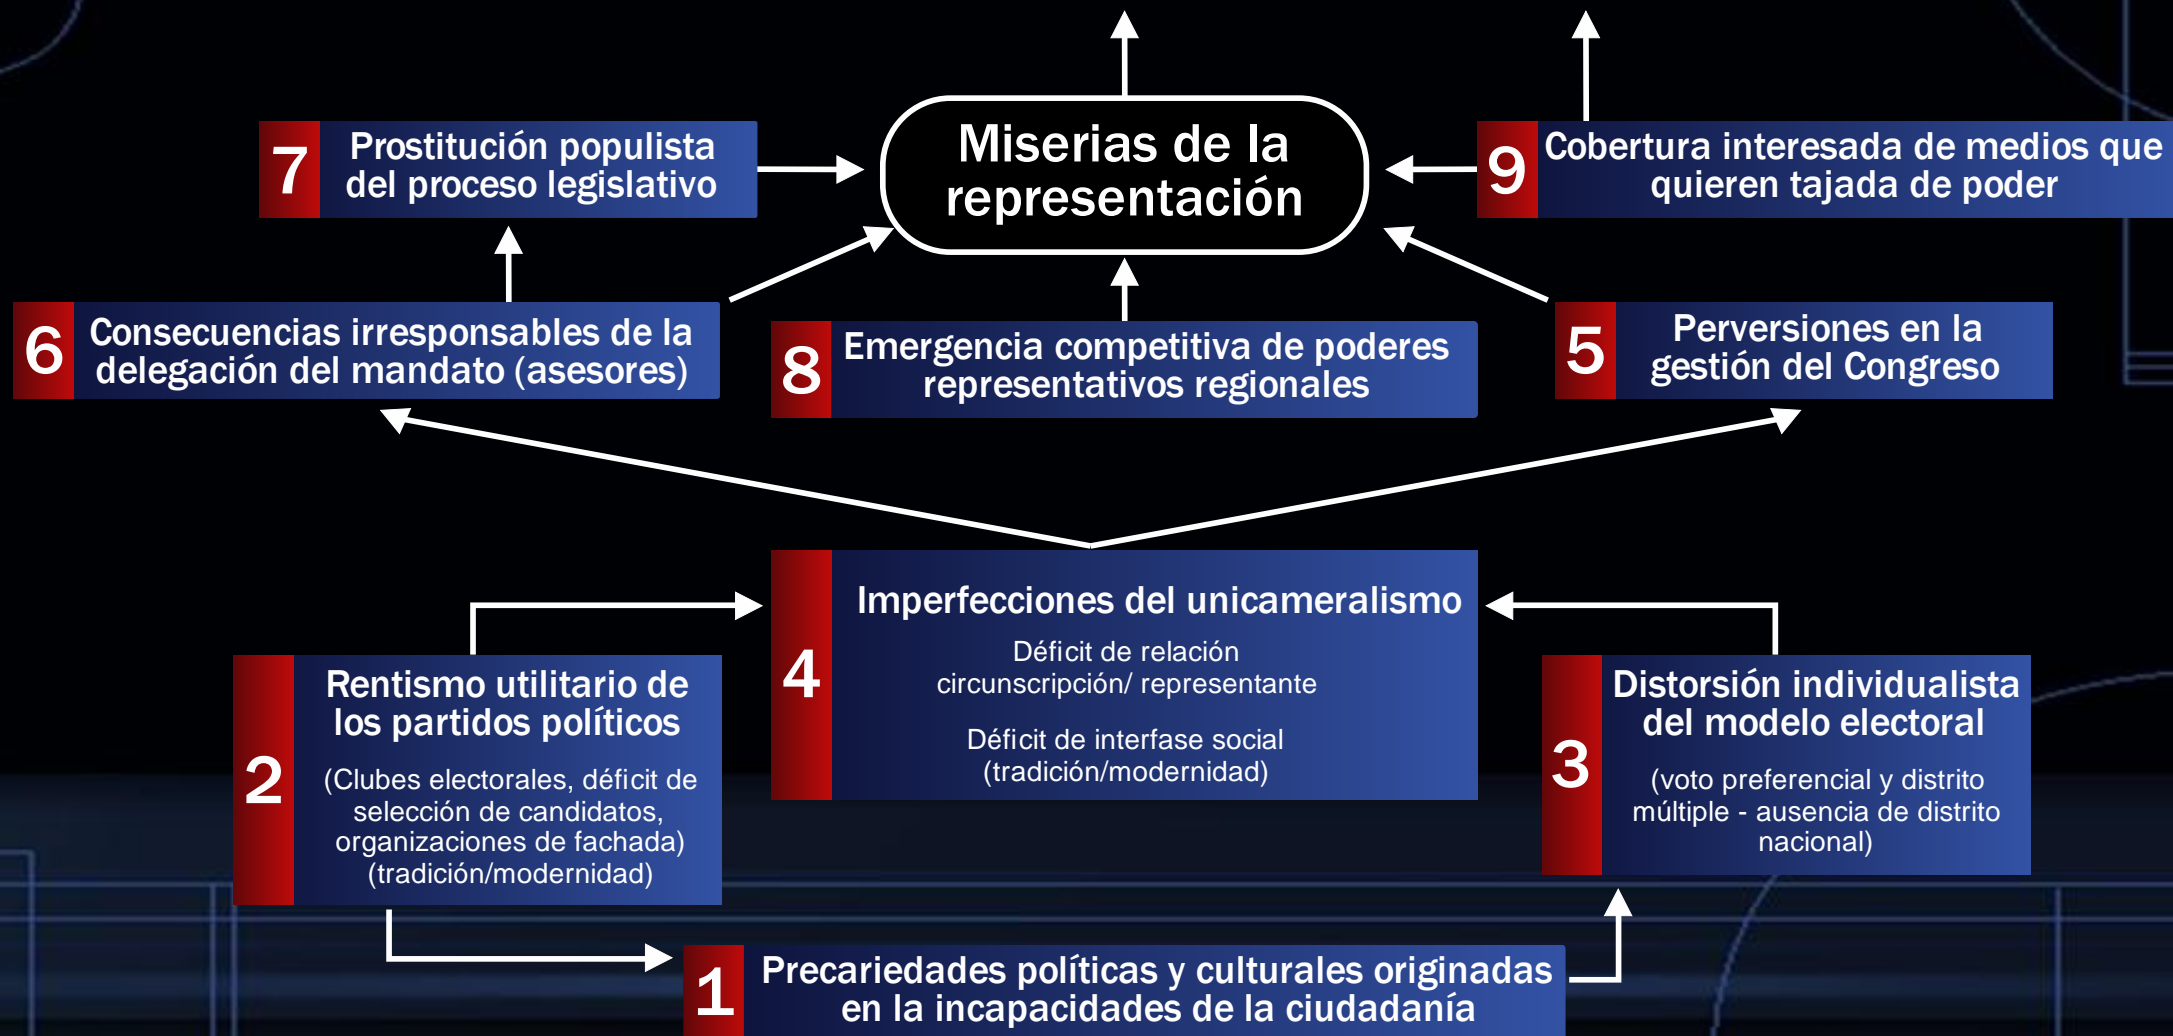 7
Prostitución populista
del proceso legislativo
Miserias de la
representación
9
Cobertura interesada de medios que
quieren tajada de poder
6
Consecuencias irresponsables de la
delegación del mandato (asesores)
8
Emergencia competitiva de poderes
representativos regionales
5
Perversiones en la
gestión del Congreso
4
Imperfecciones del unicameralismo
Déficit de relación
circunscripción/ representante
Déficit de interfase social
(tradición/modernidad)
2
Rentismo utilitario de
los partidos políticos
(Clubes electorales, déficit de
selección de candidatos,
organizaciones de fachada)
(tradición/modernidad)
3
Distorsión individualista
del modelo electoral
(voto preferencial y distrito
múltiple - ausencia de distrito
nacional)
1
Precariedades políticas y culturales originadas
en la incapacidades de la ciudadanía